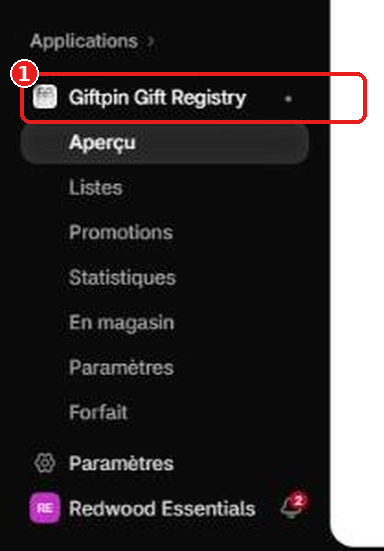 Applications
1
Giftpin Gift Registry
Aperçu
Listes
Promotions
Statistiques
En magasin
Paramètres
Forfait
Paramètres
RE Redwood Essentials 2